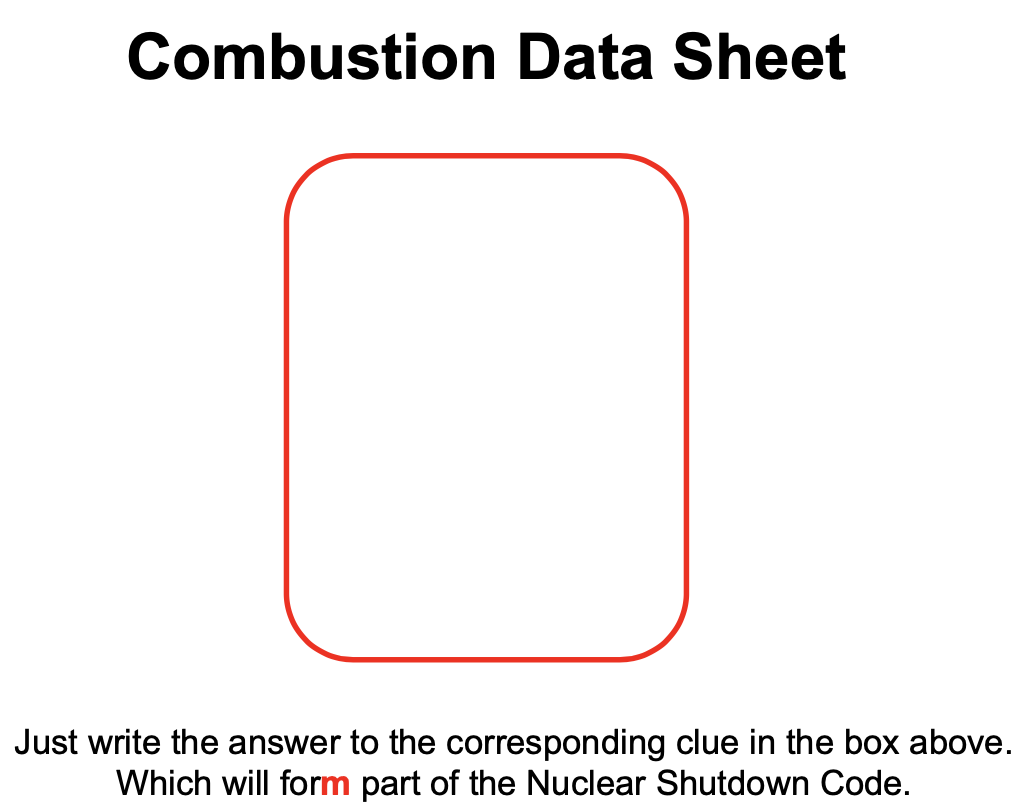 Combustion Data Sheet
Just write the answer to the corresponding clue in the box above.
Which will form part of the Nuclear Shutdown Code.